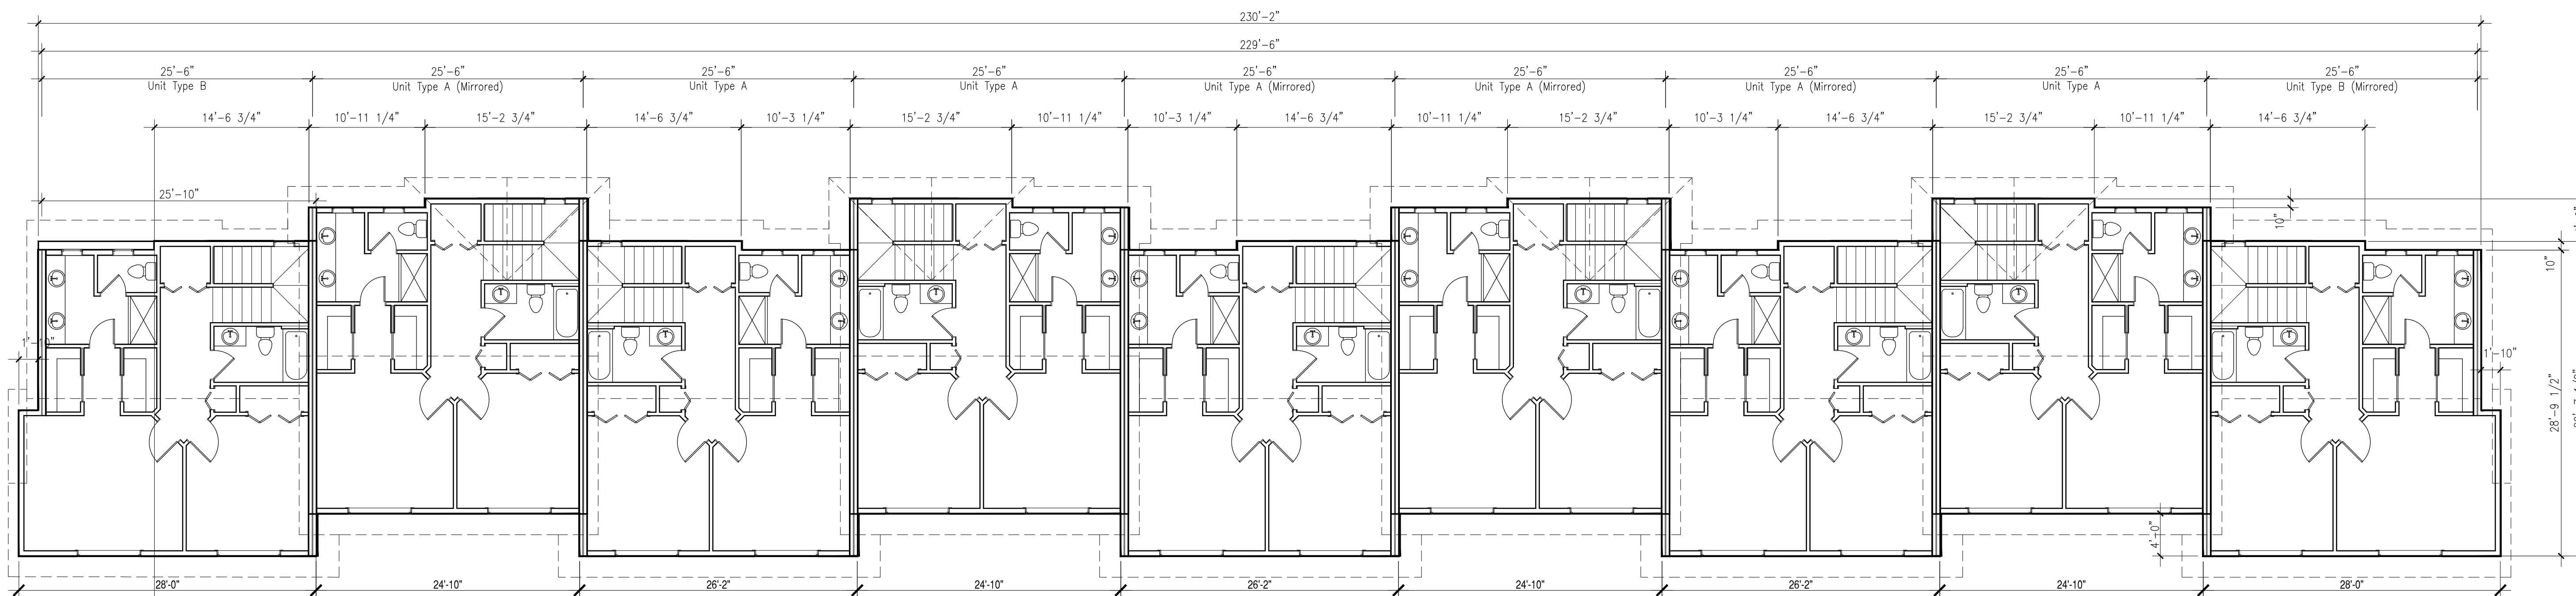 230'-2"
229'-6"
25'-6" 25'-6" 25'-6" 25'-6" 25'-6" 25'-6" 25'-6" 25'-6" 25'-6"
Unit Type B Unit Type A (Mirrored) Unit Type A Unit Type A Unit Type A (Mirrored) Unit Type A (Mirrored) Unit Type A (Mirrored) Unit Type A Unit Type B (Mirrored)
14'-6 3/4" 10'-11 1/4" 15'-2 3/4" 14'-6 3/4" 10'-3 1/4" 15'-2 3/4" 10'-11 1/4" 10'-3 1/4" 14'-6 3/4" 10'-11 1/4" 15'-2 3/4" 10'-3 1/4" 14'-6 3/4" 15'-2 3/4" 10'-11 1/4" 14'-6 3/4"
25'-10"
10"
10"
1'-10"
28'-9 1/2"
4'-0"
28'-0" 24'-10" 26'-2" 24'-10" 26'-2" 24'-10" 26'-2" 24'-10" 28'-0"